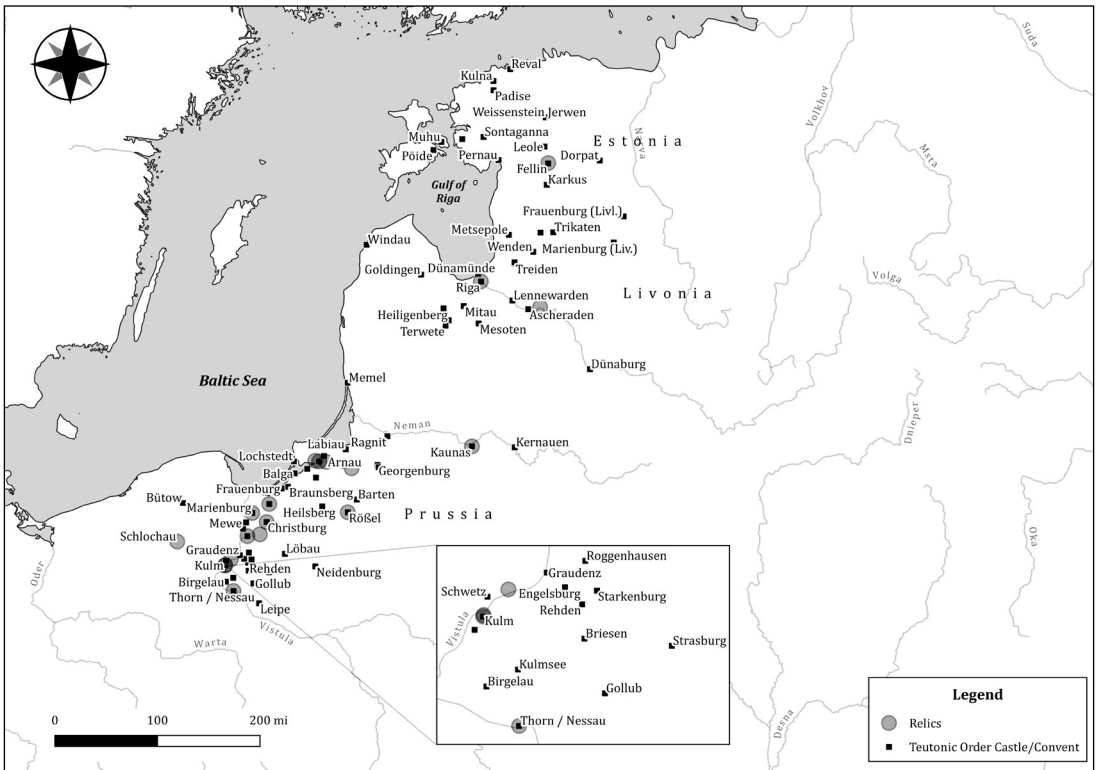 Reval
Kulna
Padise
Weissenstein
Jerwen
Muhu
Sontaganna
Leole
Estonia
Pöide
Pernau
Dorpat
Fellin
Karkus
Gulf of
Riga
Narva
Volkhov
Suda
Msta
Frauenburg (Livl.)
Metsepole
Trikaten
Windau
Wenden
Marienburg (Liv.)
Goldingen
Dünamünde
Treiden
Riga
Volga
Livonia
Lennewarden
Heiligenberg
Mitau
Ascheraden
Terwete
Mesoten
Dünaburg
Baltic Sea
Memel
Neman
Dnieper
Labiau
Ragnit
Kaunas
Kernauen
Lochstedt
Arnau
Georgenburg
Balga
Frauenburg
Braunsberg
Barten
Bütow
Marienburg
Heilsberg
Rößel
Prussia
Mewe
Christburg
Schlochau
Graudenz
Löbau
Kulm
Rehden
Neidenburg
Birgelau
Gollub
Thorn / Nessau
Leipe
Oder
Warta
Vistula
Oka
Desna
Roggenhausen
Graudenz
Schwetz
Engelsburg
Starkenburg
Rehden
Kulm
Vistula
Briesen
Strasburg
Kulmsee
Birgelau
Gollub
Thorn / Nessau
0 100 200 mi
Legend
Relics
Teutonic Order Castle/Convent